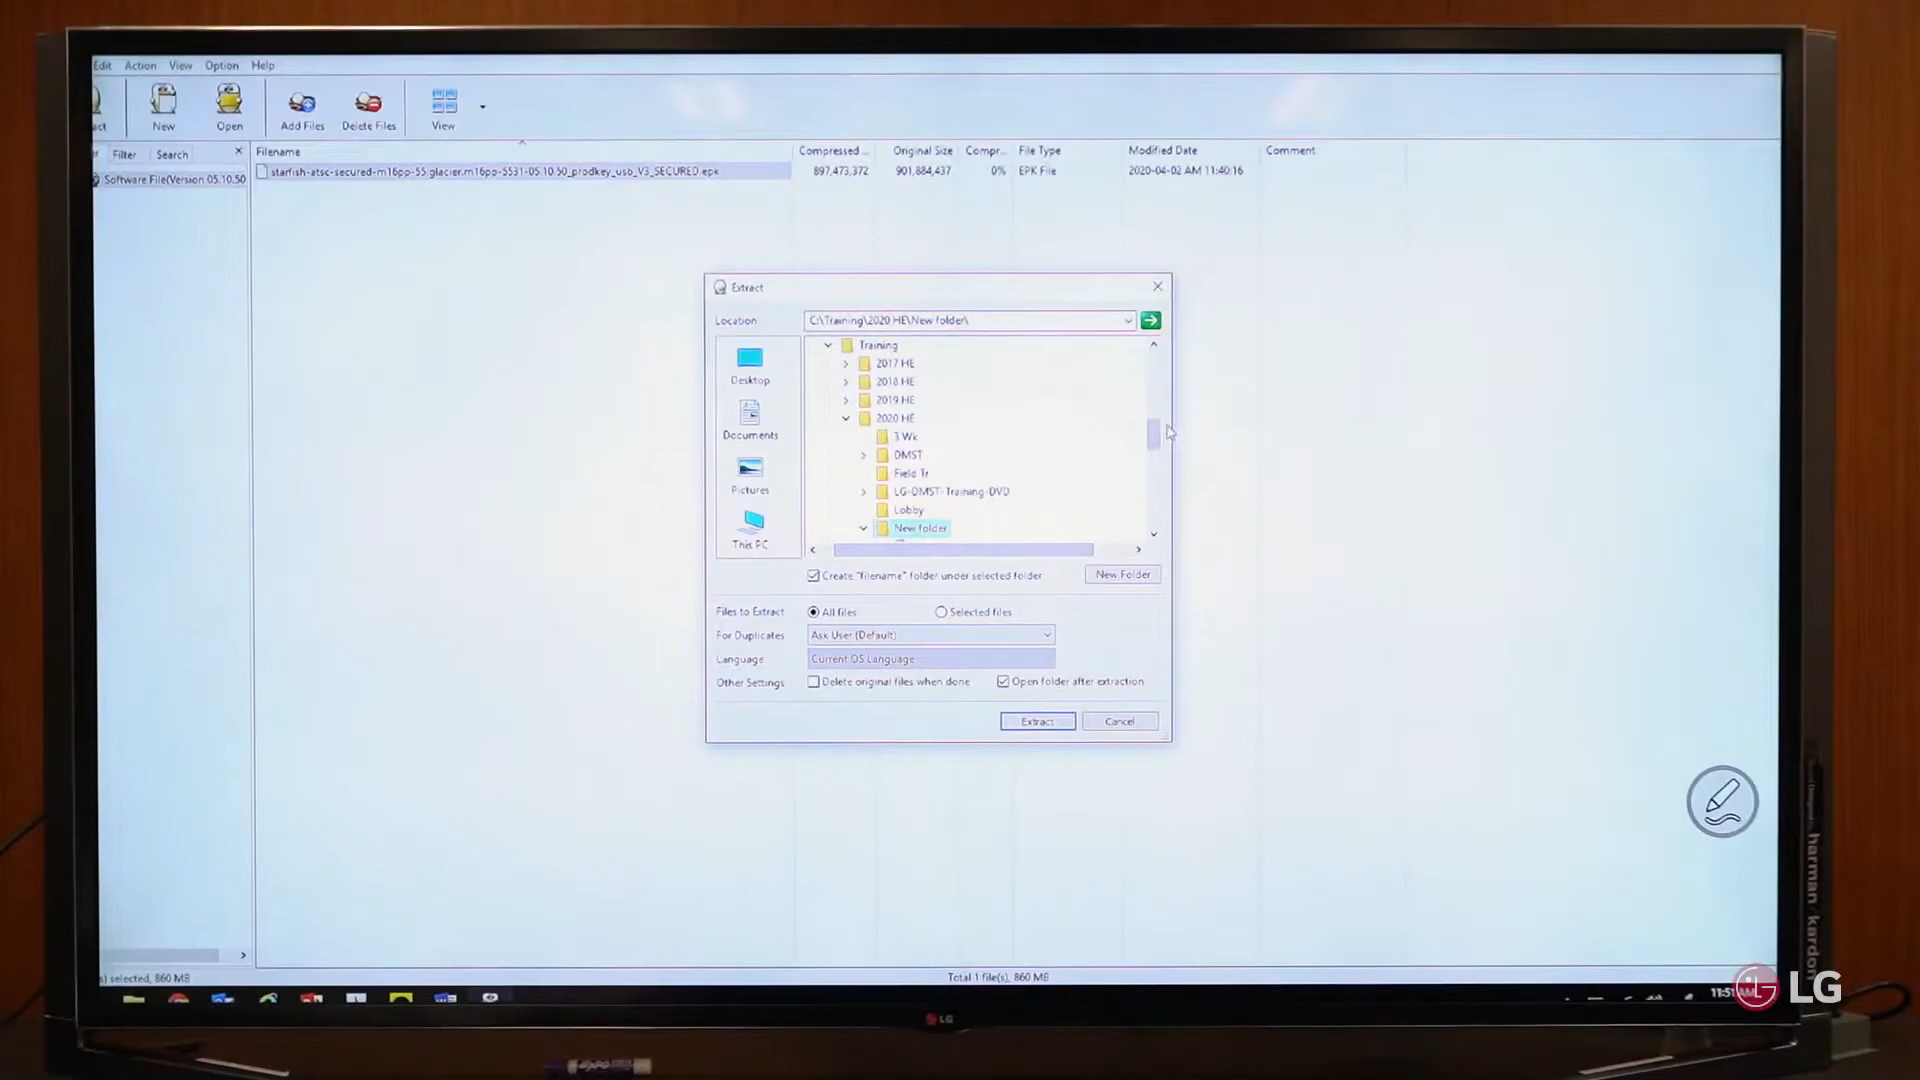 Edit Action View Option Help
act New Open Add Files Delete Files View
Filter Search
Software File(Version 05.10.50
Filename Compressed... Original Size Compr... File Type Modified Date Comment
starfish-atsc-secured-m16pp-55.glacier.m16pp-5531-05.10.50_prodkey_usb_V3_SECURED.epk 897,473,372 901,884,437 0% EPK File 2020-04-02 AM 11:40:16
Extract
Location C:\Training\2020 HE\New folder\
Desktop
Documents
Pictures
This PC
Training
2017 HE
2018 HE
2019 HE
2020 HE
3 Wk
DMST
Field Tr
LG-DMST-Training-DVD
Lobby
New folder
Create "filename" folder under selected folder New Folder
Files to Extract All files Selected files
For Duplicates Ask User (Default)
Language Current OS Language
Other Settings Delete original files when done Open folder after extraction
Extract Cancel
) selected, 860 MB Total 1 file(s), 860 MB
11:51
LG
LG
harman/kardon